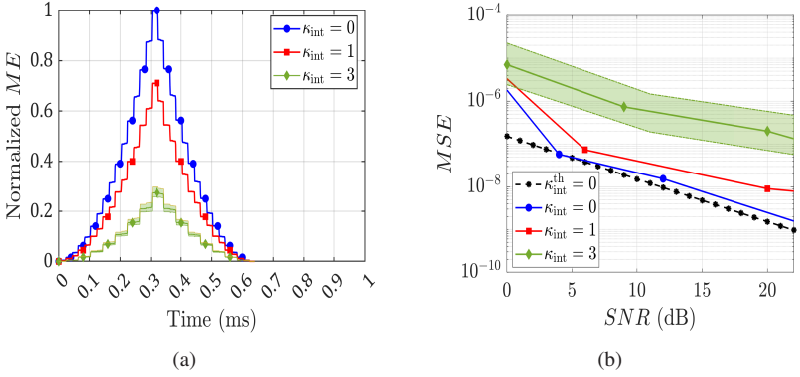 1
0.8
0.6
0.4
0.2
0
Normalized ME
κint = 0
κint = 1
κint = 3
0 0.1 0.2 0.3 0.4 0.5 0.6 0.7 0.8 0.9 1
Time (ms)
(a)
10⁻⁴
10⁻⁶
10⁻⁸
10⁻¹⁰
MSE
κᵗʰint = 0
κint = 0
κint = 1
κint = 3
0 5 10 15 20
SNR (dB)
(b)